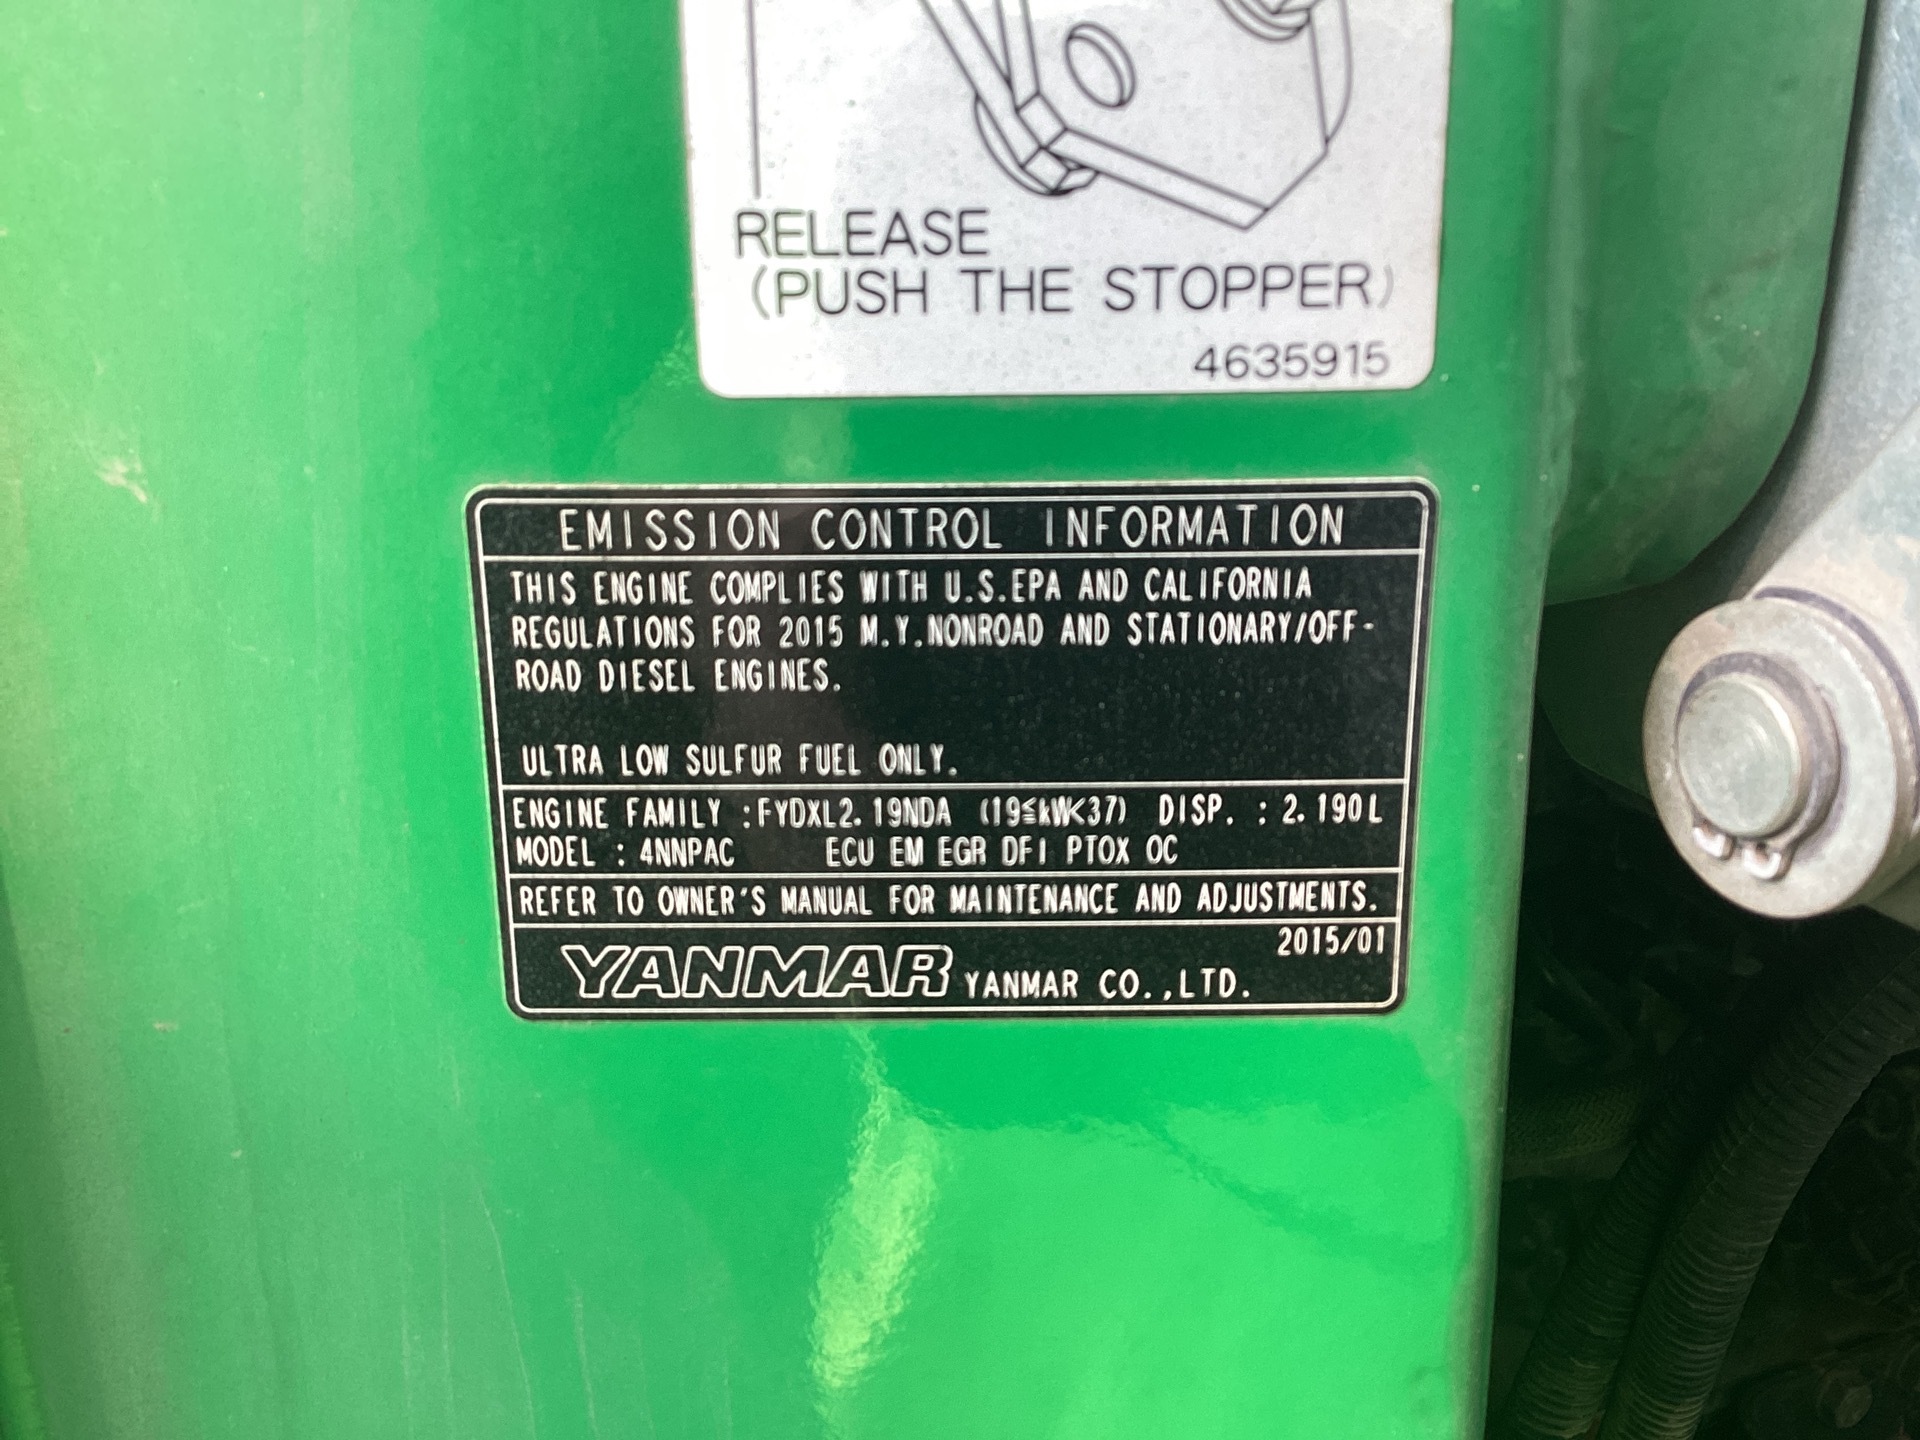 RELEASE
(PUSH THE STOPPER)
4635915
EMISSION CONTROL INFORMATION
THIS ENGINE COMPLIES WITH U.S.EPA AND CALIFORNIA
REGULATIONS FOR 2015 M.Y.NONROAD AND STATIONARY/OFF-
ROAD DIESEL ENGINES.
ULTRA LOW SULFUR FUEL ONLY.
ENGINE FAMILY :FYDXL2.19NDA (19≦kW<37) DISP. : 2.190L
MODEL : 4NNPAC ECU EM EGR DFI PTOX OC
REFER TO OWNER'S MANUAL FOR MAINTENANCE AND ADJUSTMENTS.
2015/01
YANMAR YANMAR CO.,LTD.